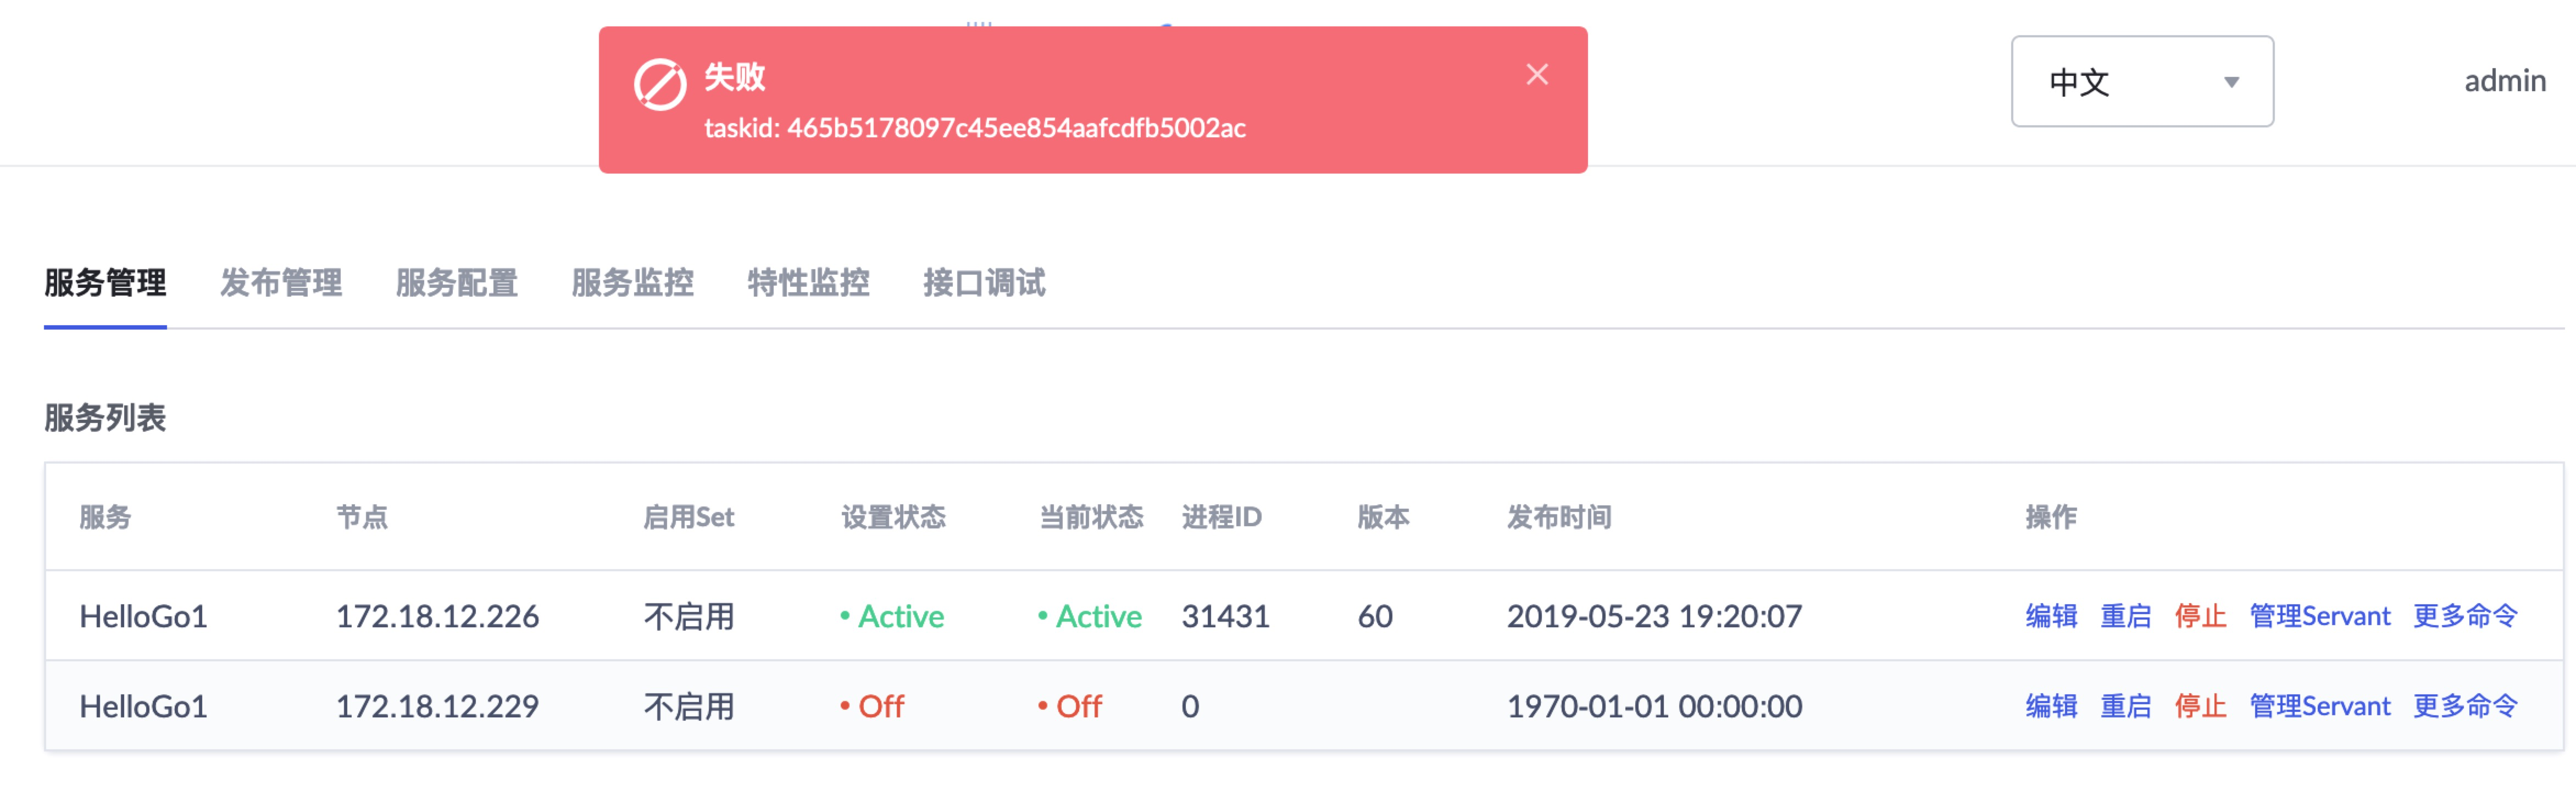 失败
taskid: 465b5178097c45ee854aafcdfb5002ac
中文
admin
服务管理 发布管理 服务配置 服务监控 特性监控 接口调试
服务列表
服务 节点 启用Set 设置状态 当前状态 进程ID 版本 发布时间 操作
HelloGo1 172.18.12.226 不启用 • Active • Active 31431 60 2019-05-23 19:20:07 编辑 重启 停止 管理Servant 更多命令
HelloGo1 172.18.12.229 不启用 • Off • Off 0 1970-01-01 00:00:00 编辑 重启 停止 管理Servant 更多命令